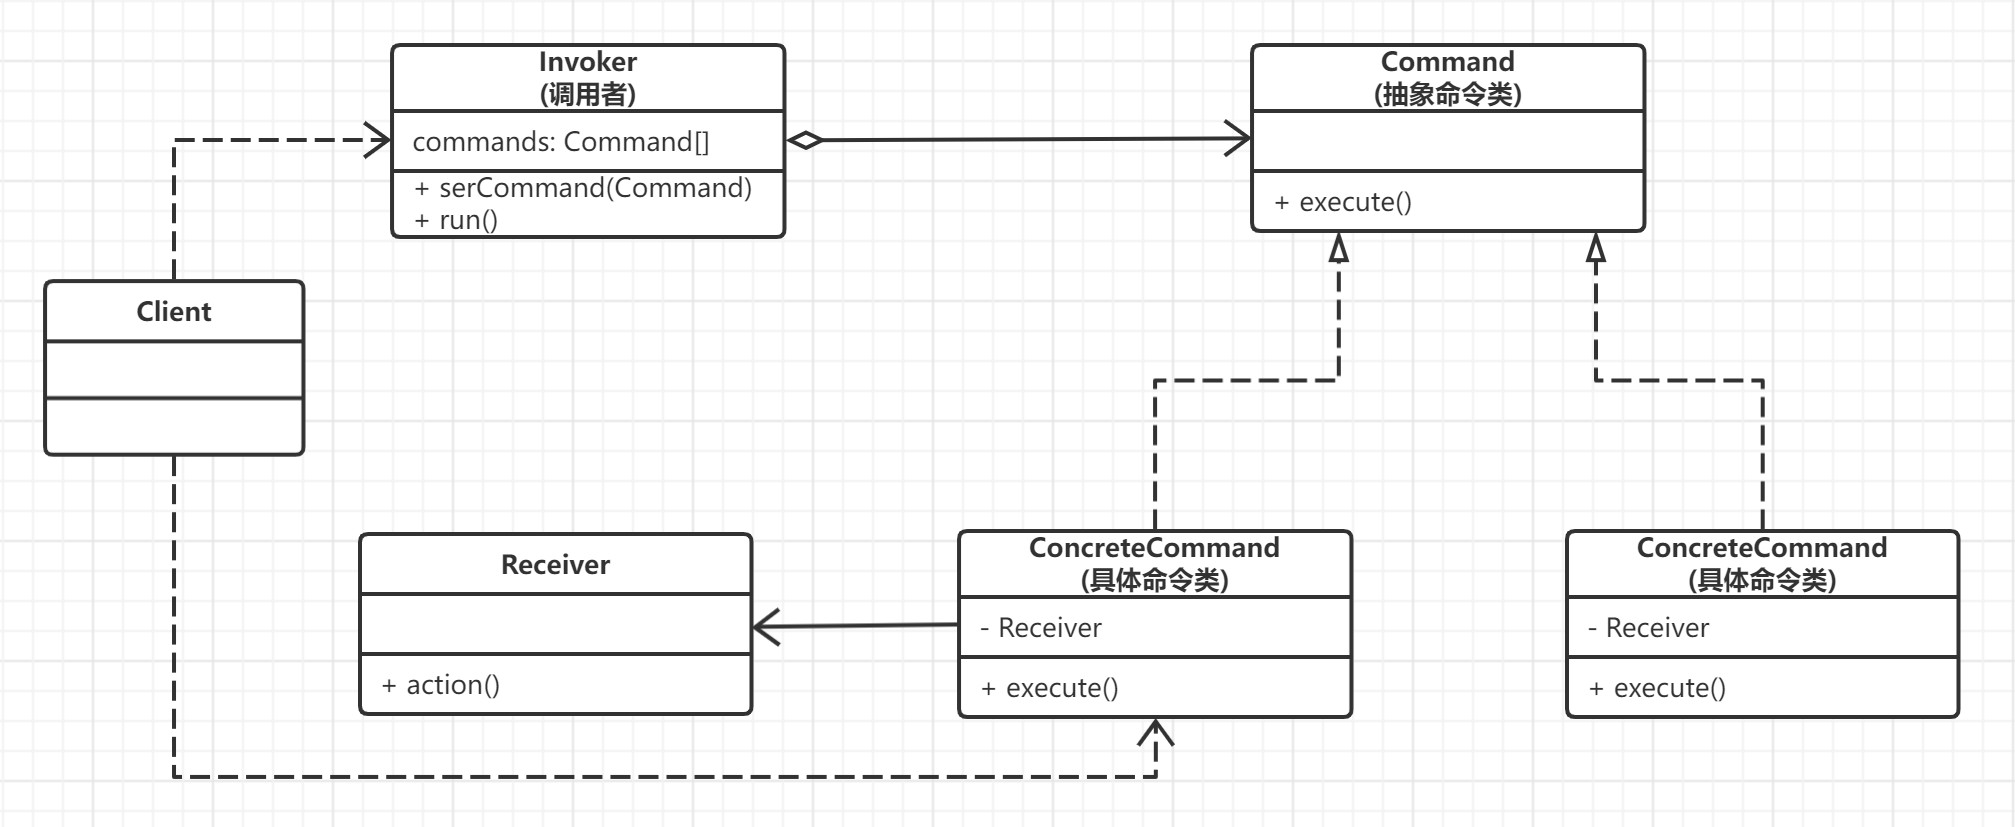 Invoker
(调用者)
commands: Command[]
+ serCommand(Command)
+ run()
Command
(抽象命令类)
+ execute()
Client
Receiver
+ action()
ConcreteCommand
(具体命令类)
- Receiver
+ execute()
ConcreteCommand
(具体命令类)
- Receiver
+ execute()